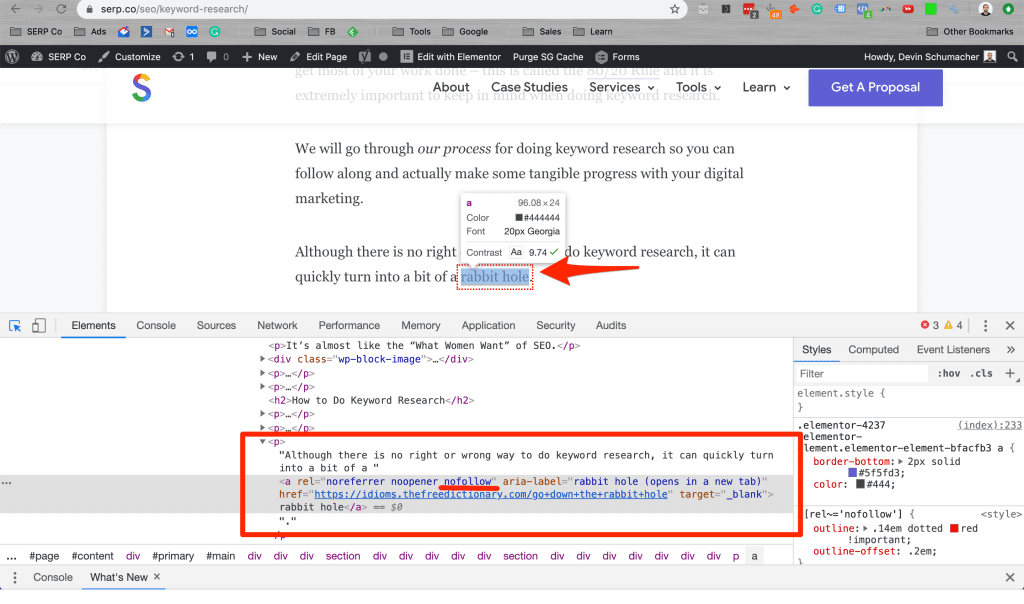 serp.co/seo/keyword-research/
2
48
4
SERP Co Ads Social FB Tools Google Sales Learn Other Bookmarks
SERP Co Customize 1 0 New Edit Page Edit with Elementor Purge SG Cache Forms Howdy, Devin Schumacher
get most of your work done – this is called the 80/20 Rule and it is
extremely important to keep in mind when doing keyword research.
About Case Studies Services Tools Learn Get A Proposal
We will go through our process for doing keyword research so you can
follow along and actually make some tangible progress with your digital
marketing.
a 96.08 × 24
Color #444444
Font 20px Georgia
Contrast Aa 9.74
Although there is no right do keyword research, it can
quickly turn into a bit of a rabbit hole.
Elements Console Sources Network Performance Memory Application Security Audits 3 4
<p>It's almost like the “What Women Want” of SEO.</p>
<div class="wp-block-image">…</div>
<p>…</p>
<p>…</p>
<h2>How to Do Keyword Research</h2>
<p>…</p>
<p>…</p>
<p>
"Although there is no right or wrong way to do keyword research, it can quickly turn
into a bit of a "
<a rel="noreferrer noopener nofollow" aria-label="rabbit hole (opens in a new tab)"
href="https://idioms.thefreedictionary.com/go+down+the+rabbit+hole" target="_blank">
rabbit hole</a> == $0
"."
Styles Computed Event Listeners »
Filter :hov .cls +
element.style {
}
.elementor-4237 (index):233
elementor-
element.elementor-element-bfacfb3 a {
border-bottom: 2px solid
#5f5fd3;
color: #444;
[rel~='nofollow'] { <style>
outline: .14em dotted red
!important;
outline-offset: .2em;
}
... #page #content div #primary #main div div div section div div div div div section div div div div div div p a
Console What's New ×